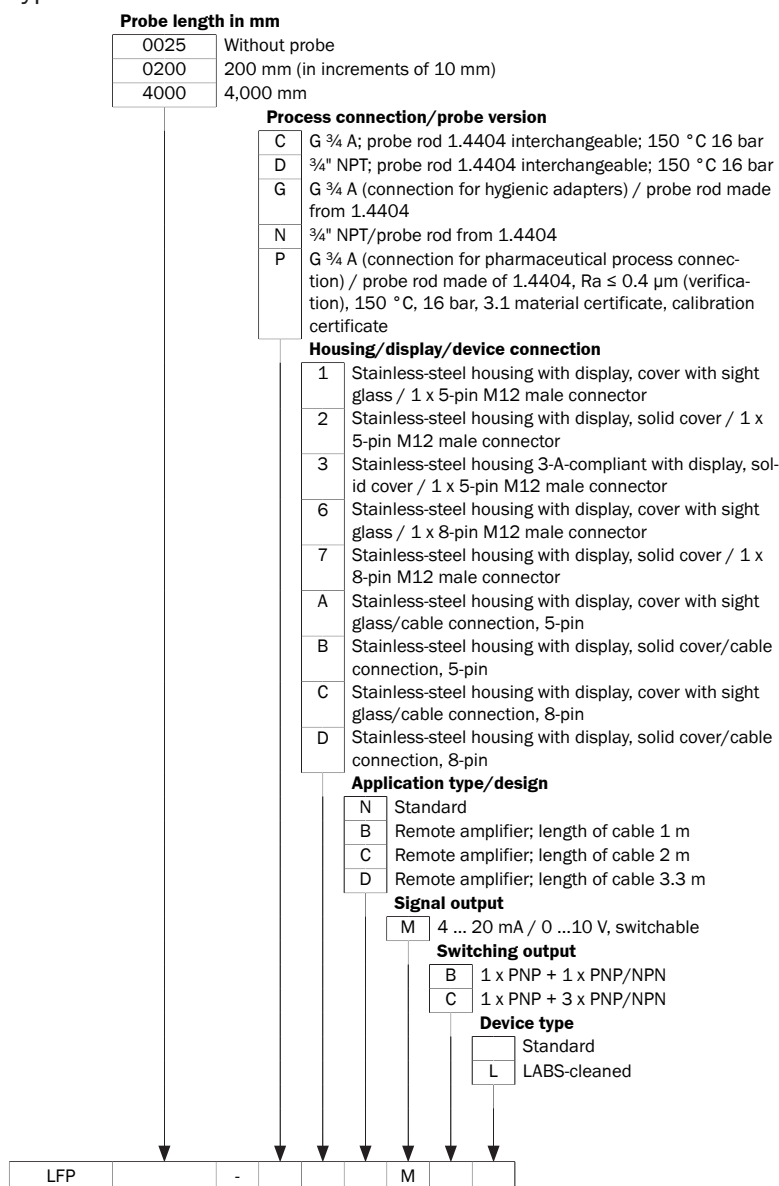 Probe length in mm
0025 Without probe
0200 200 mm (in increments of 10 mm)
4000 4,000 mm
Process connection/probe version
C G ¾ A; probe rod 1.4404 interchangeable; 150 °C 16 bar
D ¾" NPT; probe rod 1.4404 interchangeable; 150 °C 16 bar
G G ¾ A (connection for hygienic adapters) / probe rod made
from 1.4404
N ¾" NPT/probe rod from 1.4404
P G ¾ A (connection for pharmaceutical process connec-
tion) / probe rod made of 1.4404, Ra ≤ 0.4 µm (verifica-
tion), 150 °C, 16 bar, 3.1 material certificate, calibration
certificate
Housing/display/device connection
1 Stainless-steel housing with display, cover with sight
glass / 1 x 5-pin M12 male connector
2 Stainless-steel housing with display, solid cover / 1 x
5-pin M12 male connector
3 Stainless-steel housing 3-A-compliant with display, sol-
id cover / 1 x 5-pin M12 male connector
6 Stainless-steel housing with display, cover with sight
glass / 1 x 8-pin M12 male connector
7 Stainless-steel housing with display, solid cover / 1 x
8-pin M12 male connector
A Stainless-steel housing with display, cover with sight
glass/cable connection, 5-pin
B Stainless-steel housing with display, solid cover/cable
connection, 5-pin
C Stainless-steel housing with display, cover with sight
glass/cable connection, 8-pin
D Stainless-steel housing with display, solid cover/cable
connection, 8-pin
Application type/design
N Standard
B Remote amplifier; length of cable 1 m
C Remote amplifier; length of cable 2 m
D Remote amplifier; length of cable 3.3 m
Signal output
M 4 ... 20 mA / 0 ...10 V, switchable
Switching output
B 1 x PNP + 1 x PNP/NPN
C 1 x PNP + 3 x PNP/NPN
Device type
Standard
L LABS-cleaned
LFP - M